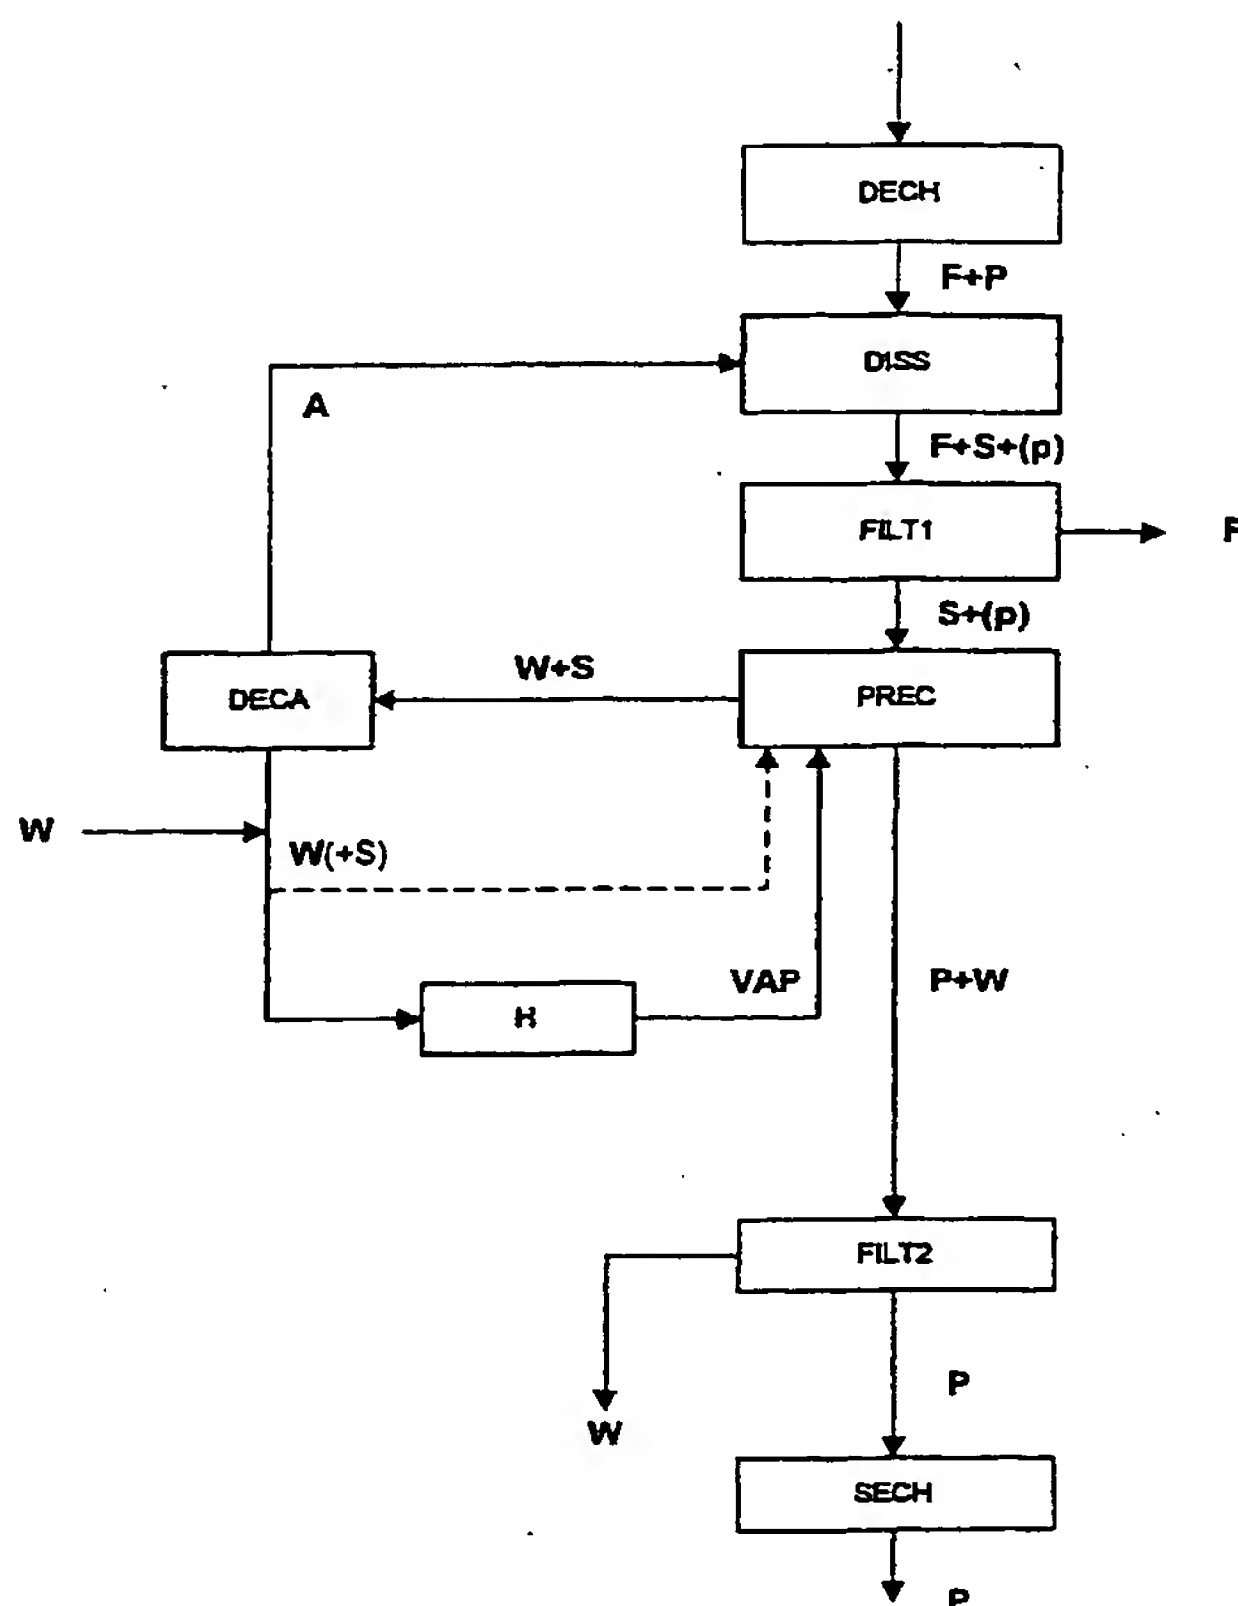 DECH
F+P
DISS
A
F+S+(p)
FILT1
F
S+(p)
W+S
DECA
PREC
W
W(+S)
VAP
P+W
H
FILT2
P
W
SECH
P